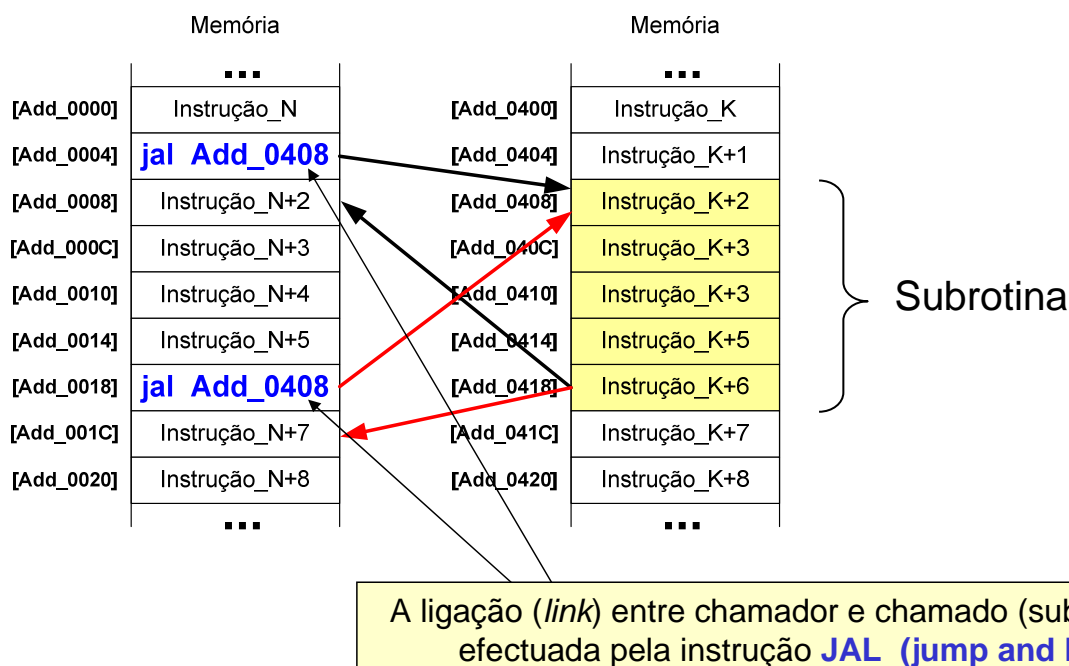 Memória Memória
... ...
[Add_0000] Instrução_N [Add_0400] Instrução_K
[Add_0004] jal Add_0408 [Add_0404] Instrução_K+1
[Add_0008] Instrução_N+2 [Add_0408] Instrução_K+2
[Add_000C] Instrução_N+3 [Add_040C] Instrução_K+3
[Add_0010] Instrução_N+4 [Add_0410] Instrução_K+3
[Add_0014] Instrução_N+5 [Add_0414] Instrução_K+5
[Add_0018] jal Add_0408 [Add_0418] Instrução_K+6
[Add_001C] Instrução_N+7 [Add_041C] Instrução_K+7
[Add_0020] Instrução_N+8 [Add_0420] Instrução_K+8
... ...
Subrotina
A ligação (link) entre chamador e chamado
efectuada pela instrução JAL (jump and